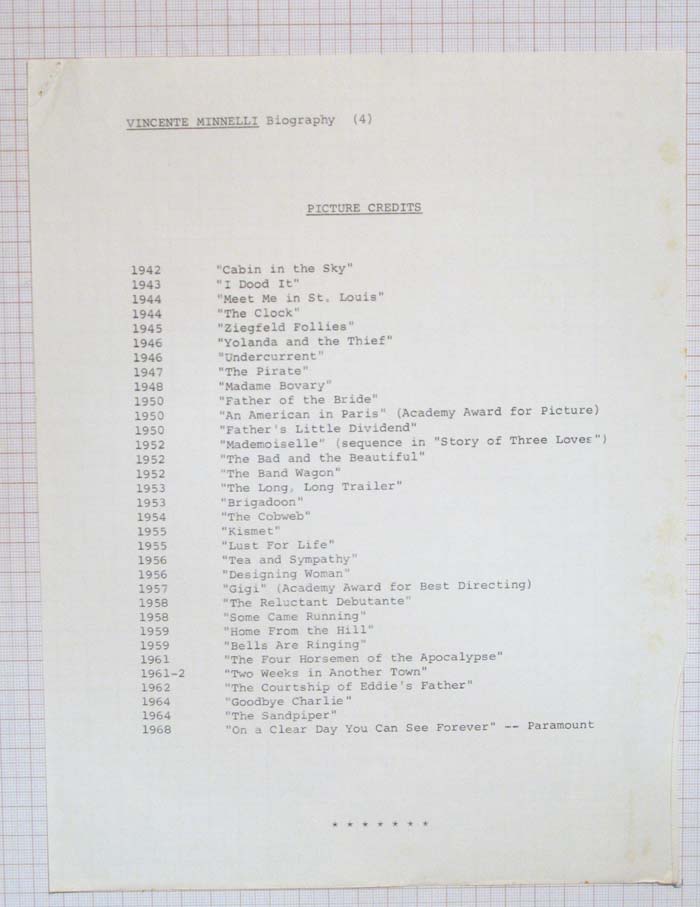 VINCENTE MINNELLI Biography (4)
PICTURE CREDITS
1942 "Cabin in the Sky"
1943 "I Dood It"
1944 "Meet Me in St. Louis"
1944 "The Clock"
1945 "Ziegfeld Follies"
1946 "Yolanda and the Thief"
1946 "Undercurrent"
1947 "The Pirate"
1948 "Madame Bovary"
1950 "Father of the Bride"
1950 "An American in Paris" (Academy Award for Picture)
1950 "Father's Little Dividend"
1952 "Mademoiselle" (sequence in "Story of Three Loves")
1952 "The Bad and the Beautiful"
1952 "The Band Wagon"
1953 "The Long, Long Trailer"
1953 "Brigadoon"
1954 "The Cobweb"
1955 "Kismet"
1955 "Lust For Life"
1956 "Tea and Sympathy"
1956 "Designing Woman"
1957 "Gigi" (Academy Award for Best Directing)
1958 "The Reluctant Debutante"
1958 "Some Came Running"
1959 "Home From the Hill"
1959 "Bells Are Ringing"
1961 "The Four Horsemen of the Apocalypse"
1961-2 "Two Weeks in Another Town"
1962 "The Courtship of Eddie's Father"
1964 "Goodbye Charlie"
1964 "The Sandpiper"
1968 "On a Clear Day You Can See Forever" -- Paramount
* * * * * * *